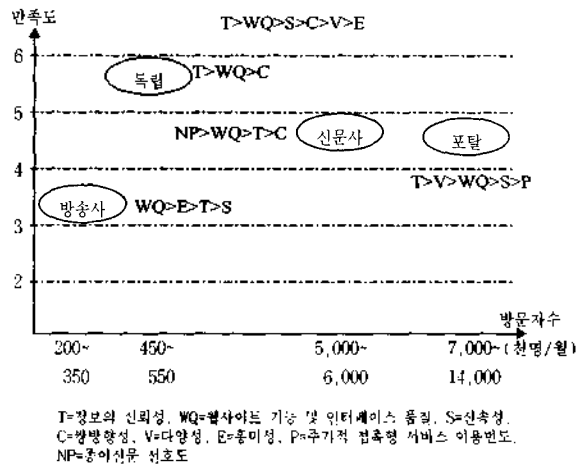 만족도
T>WQ>S>C>V>E
6
독립
T>WQ>C
5
NP>WQ>T>C
신문사
포탈
4
T>V>WQ>S>P
방송사
WQ>E>T>S
3
2
방문자수
200~
450~
5,000~
7,000~(천명/월)
350
550
6,000
14,000
T=정보의 신뢰성, WQ=웹사이트 기능 및 인터페이스 품질, S=신속성,
C=쌍방향성, V=다양성, E=흥미성, P=주기적 접촉형 서비스 이용빈도,
NP=종이신문 선호도